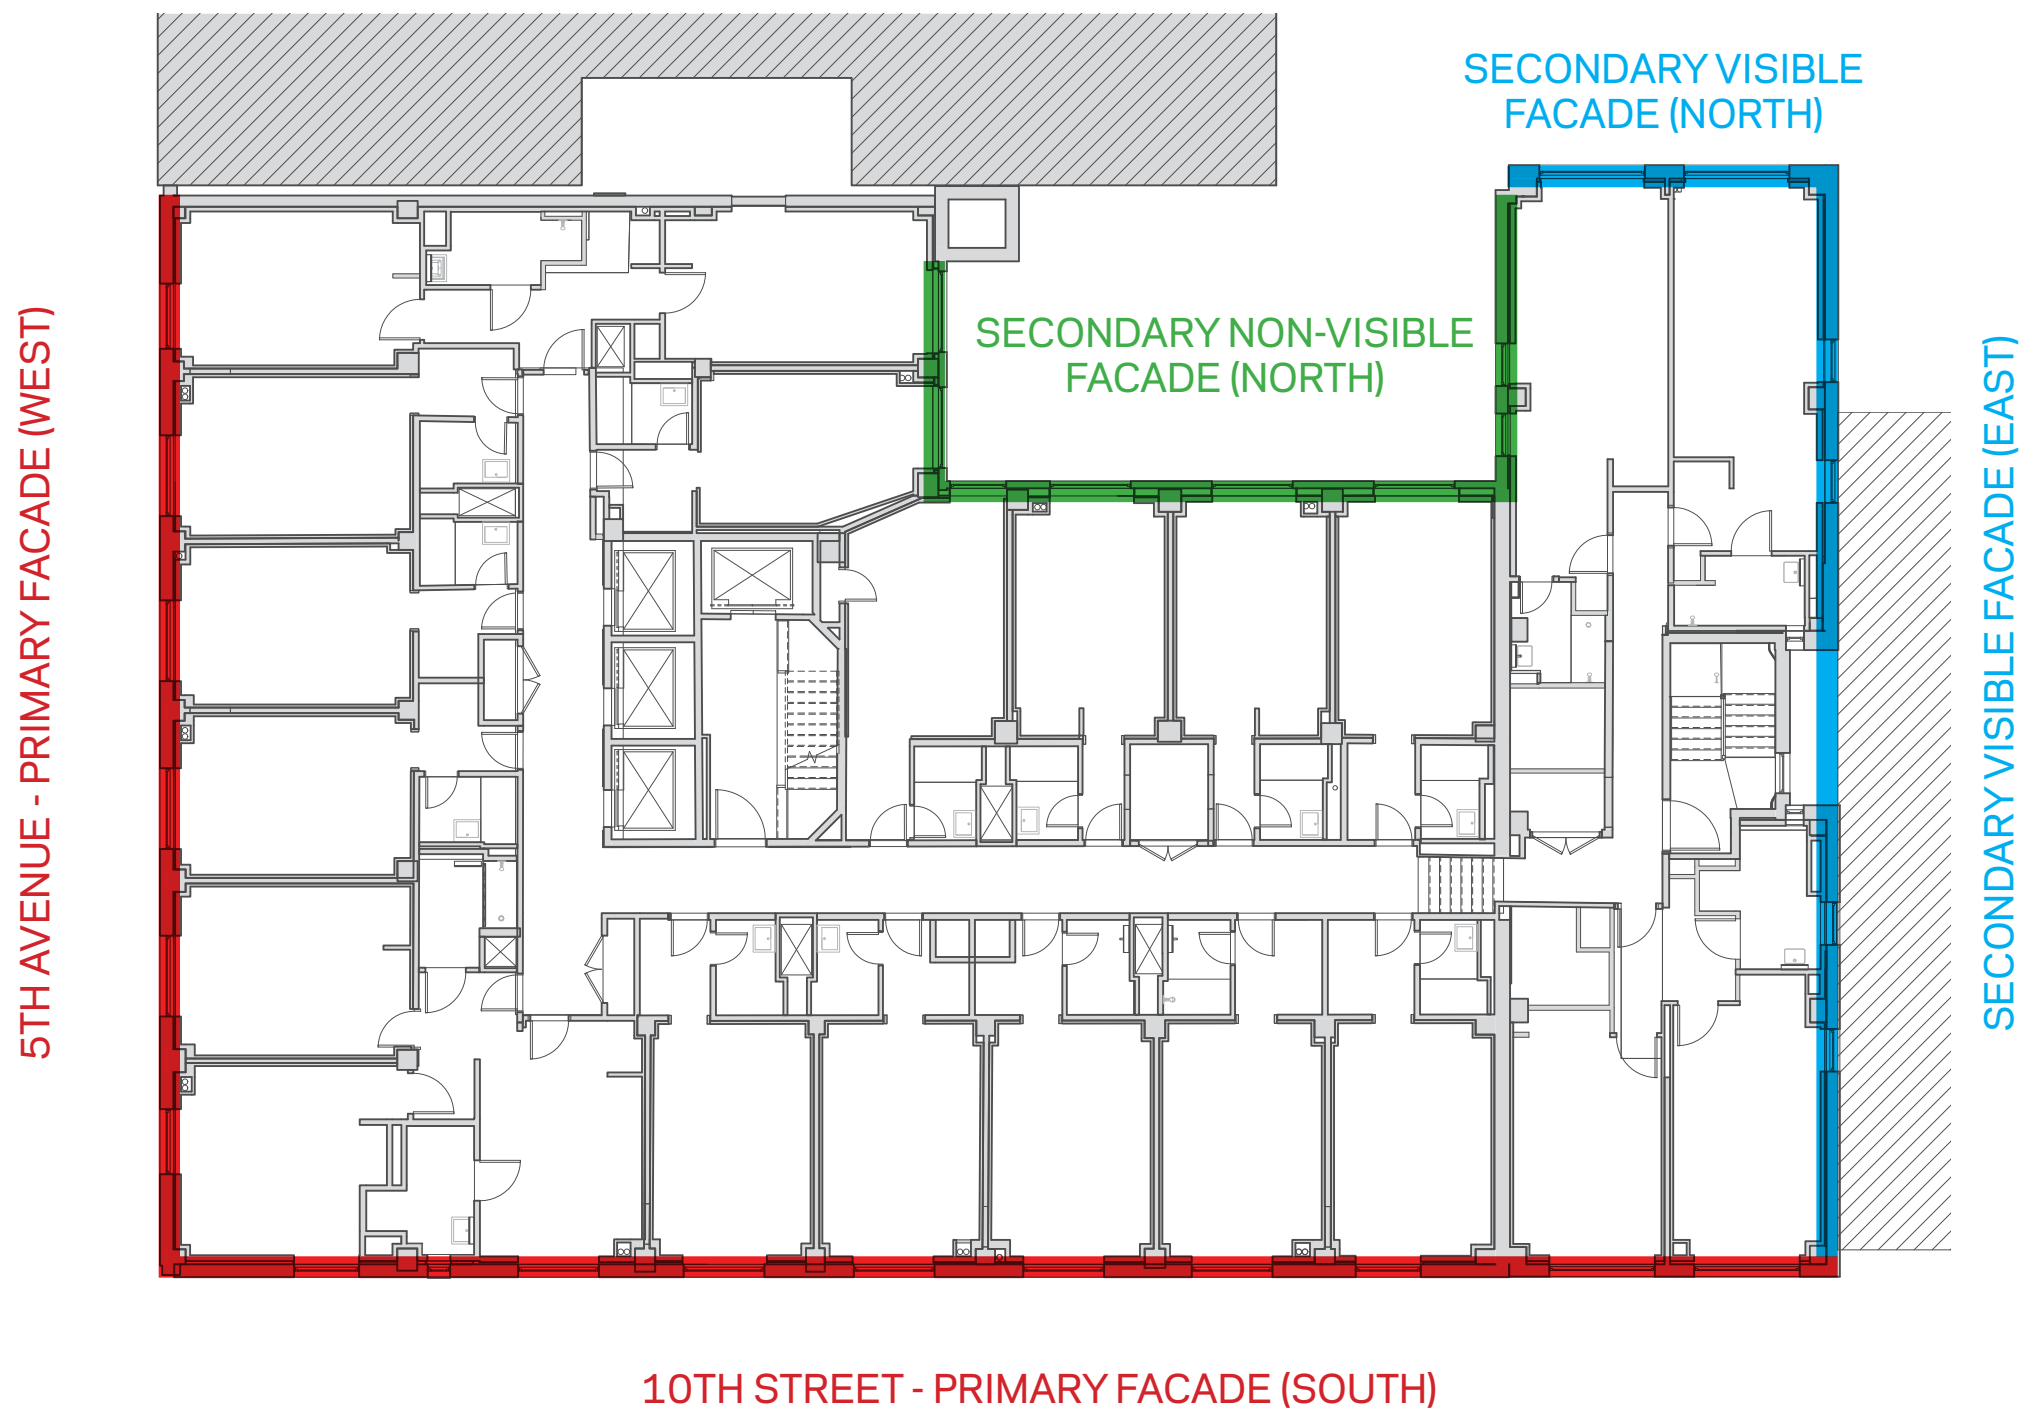 SECONDARY VISIBLE
FACADE (NORTH)
SECONDARY NON-VISIBLE
FACADE (NORTH)
5TH AVENUE - PRIMARY FACADE (WEST)
SECONDARY VISIBLE FACADE (EAST)
10TH STREET - PRIMARY FACADE (SOUTH)